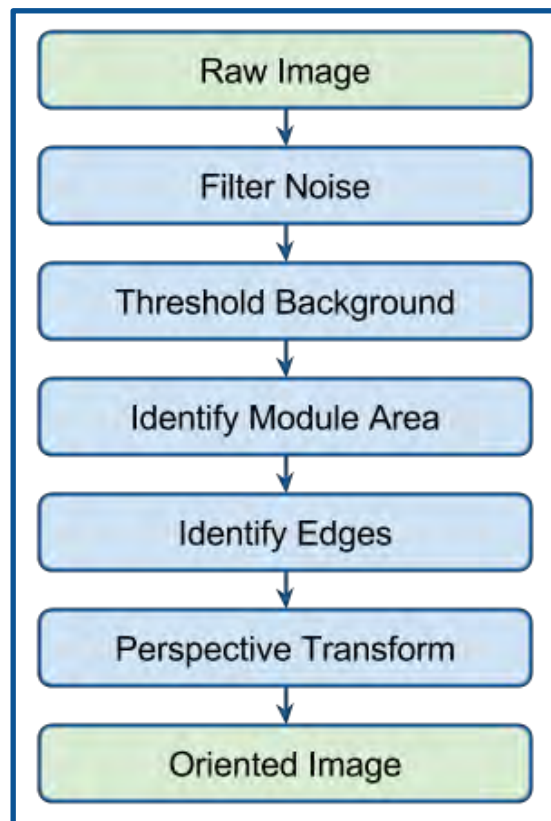 Raw Image
Filter Noise
Threshold Background
Identify Module Area
Identify Edges
Perspective Transform
Oriented Image